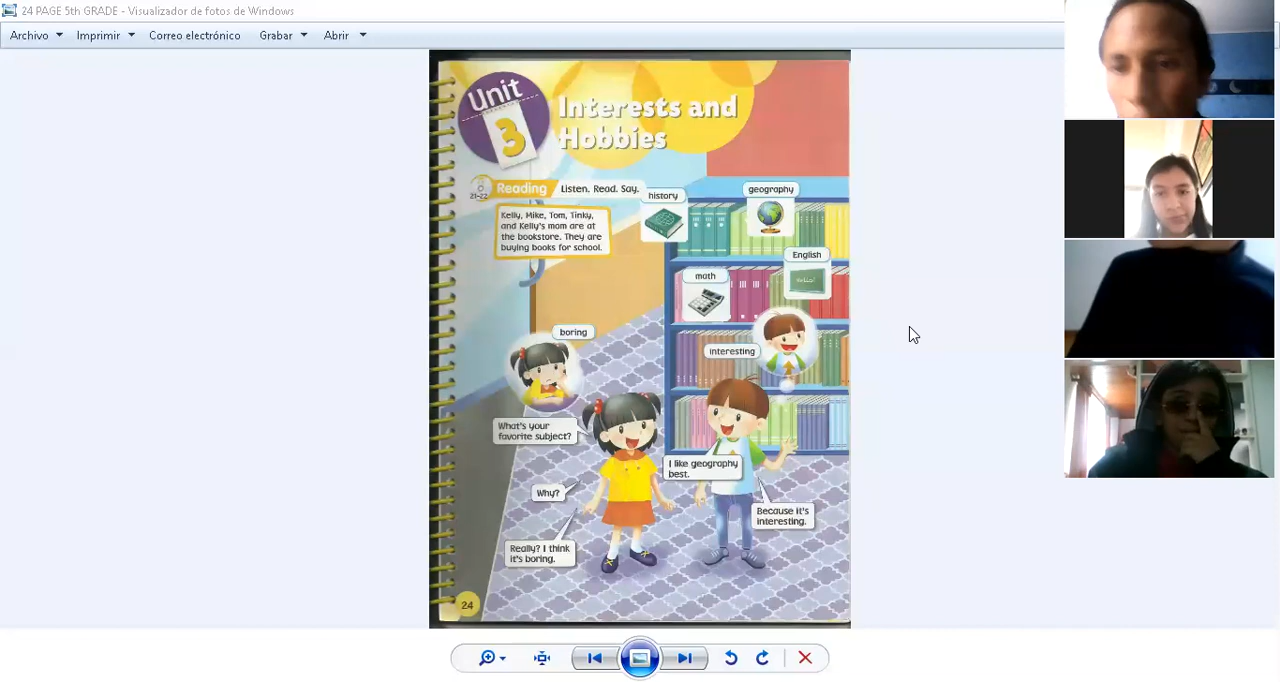 24 PAGE 5th GRADE - Visualizador de fotos de Windows
Archivo Imprimir Correo electrónico Grabar Abrir
Unit
3
Interests and
Hobbies
21-22
Reading
Listen. Read. Say.
Kelly, Mike, Tom, Tinky,
and Kelly's mom are at
the bookstore. They are
buying books for school.
history
geography
math
English
boring
interesting
What's your
favorite subject?
I like geography
best.
Why?
Because it's
interesting.
Really? I think
it's boring.
24